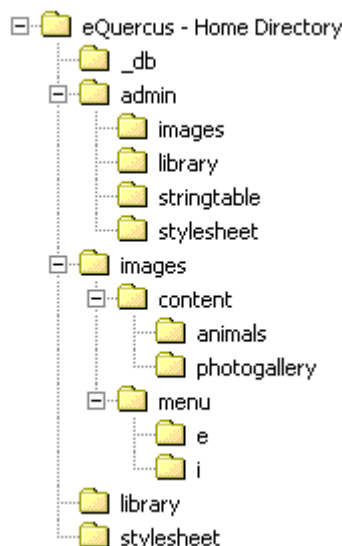 eQuercus - Home Directory
_db
admin
images
library
stringtable
stylesheet
images
content
animals
photogallery
menu
e
i
library
stylesheet